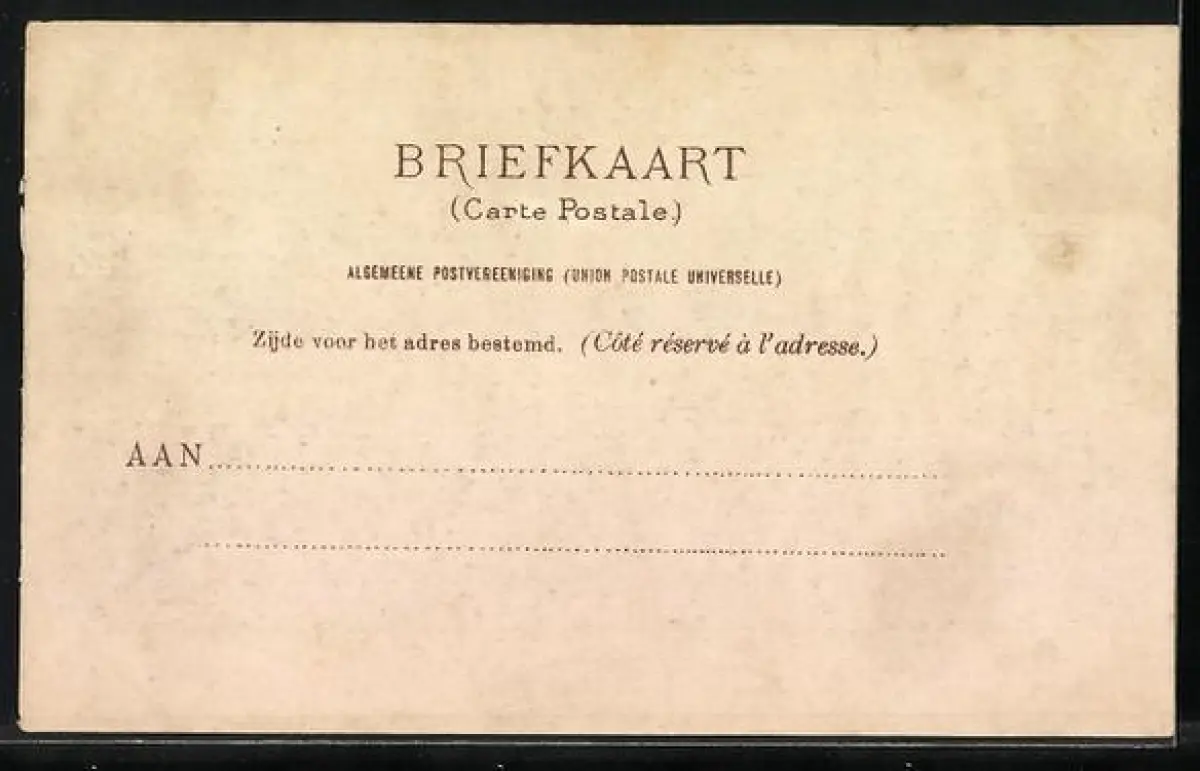 BRIEFKAART
(Carte Postale.)
ALGEMEENE POSTVEREENIGING (UNION POSTALE UNIVERSELLE)
Zijde voor het adres bestemd. (Côté réservé à l'adresse.)
AAN